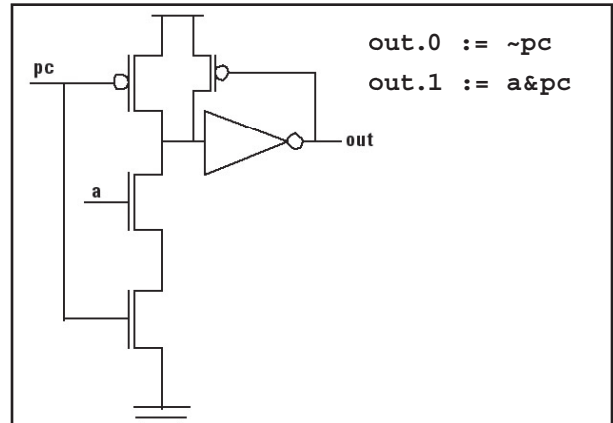 out.0 := ~pc
out.1 := a&pc
pc
out
a